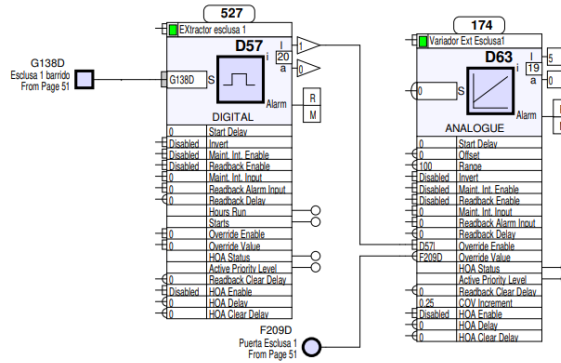 527
EXtractor esclusa 1
D57
I
1
i
20
a
0
G138D
Esclusa 1 barrido
From Page 51
G138D
S
Alarm
R
M
DIGITAL
0 Start Delay
Disabled Invert
Disabled Maint. Int. Enable
Disabled Readback Enable
0 Maint. Int. Input
0 Readback Alarm Input
0 Readback Delay
Hours Run
Starts
0 Override Enable
0 Override Value
HOA Status
Active Priority Level
0 Readback Clear Delay
Disabled HOA Enable
0 HOA Delay
0 HOA Clear Delay
F209D
Puerta Esclusa 1
From Page 51
174
Variador Ext Esclusa1
D63
I
5
i
19
a
0
0
S
Alarm
ANALOGUE
0 Start Delay
0 Offset
100 Range
Disabled Invert
Disabled Maint. Int. Enable
Disabled Readback Enable
0 Maint. Int. Input
0 Readback Alarm Input
0 Readback Delay
D57I Override Enable
F209D Override Value
HOA Status
Active Priority Level
0 Readback Clear Delay
0.25 COV Increment
Disabled HOA Enable
0 HOA Delay
0 HOA Clear Delay